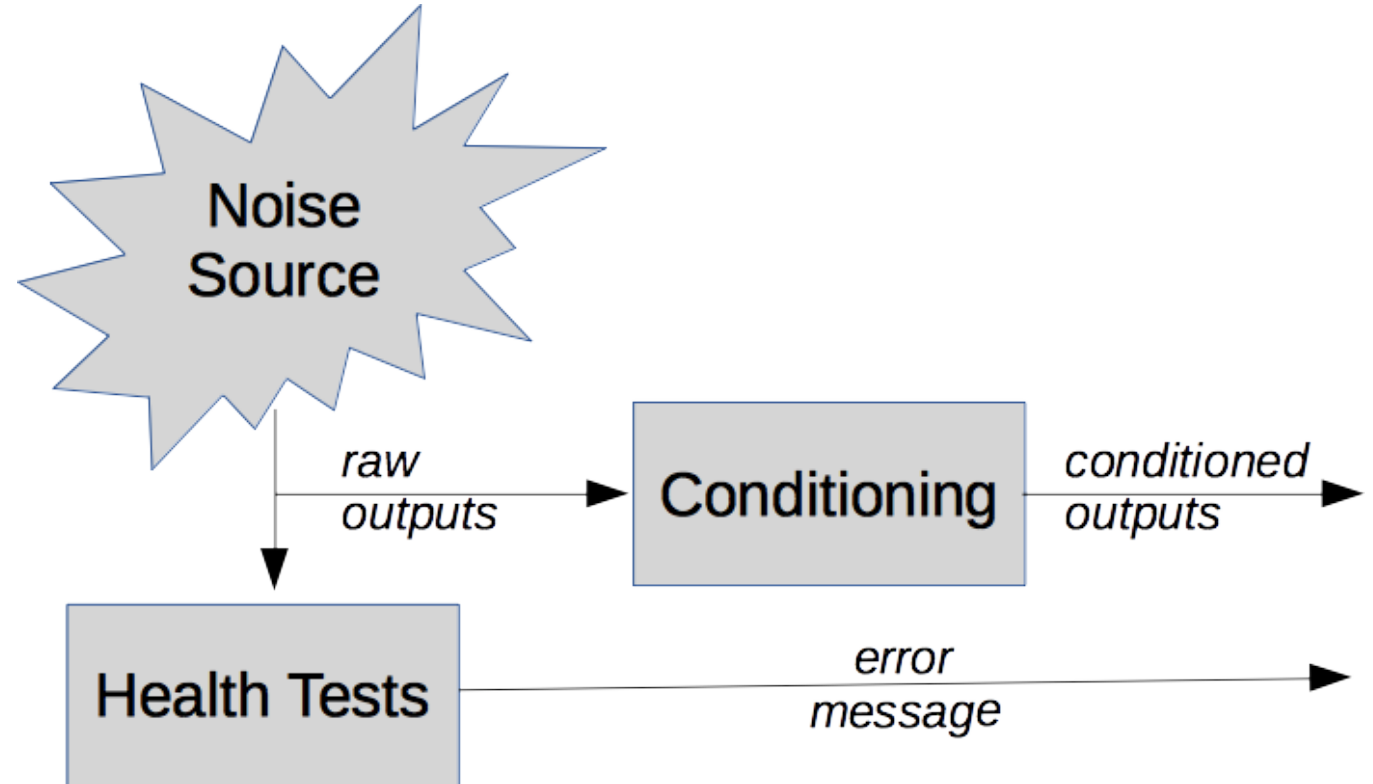 Noise
Source
raw
outputs
Conditioning
conditioned
outputs
Health Tests
error
message